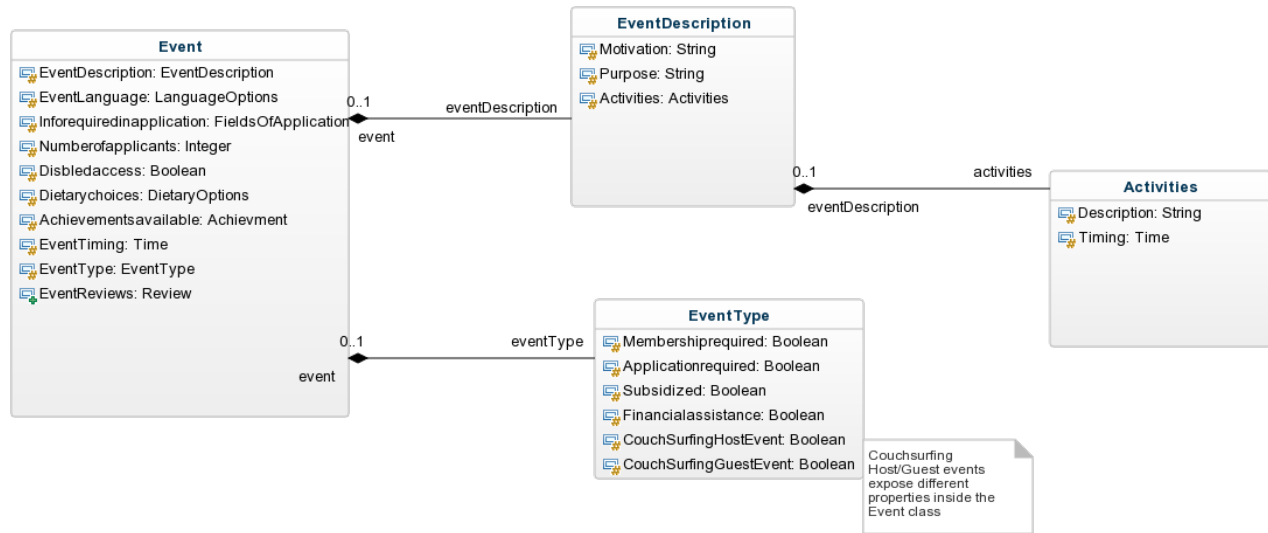 Event
EventDescription: EventDescription
EventLanguage: LanguageOptions
Inforequiredinapplication: FieldsOfApplication
Numberofapplicants: Integer
Disbledaccess: Boolean
Dietarychoices: DietaryOptions
Achievementsavailable: Achievment
EventTiming: Time
EventType: EventType
EventReviews: Review
0..1
event
eventDescription
EventDescription
Motivation: String
Purpose: String
Activities: Activities
0..1
eventDescription
activities
Activities
Description: String
Timing: Time
0..1
event
eventType
EventType
Membershiprequired: Boolean
Applicationrequired: Boolean
Subsidized: Boolean
Financialassistance: Boolean
CouchSurfingHostEvent: Boolean
CouchSurfingGuestEvent: Boolean
Couchsurfing
Host/Guest events
expose different
properties inside the
Event class